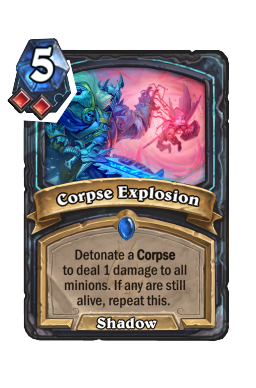 5
Corpse Explosion
Detonate a Corpse
to deal 1 damage to all
minions. If any are still
alive, repeat this.
Shadow